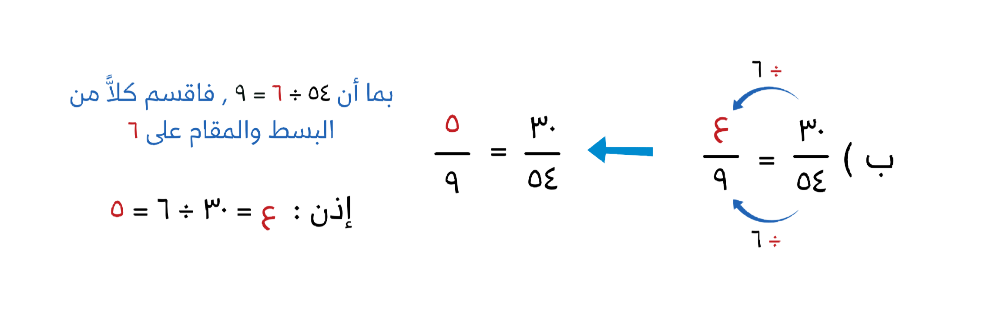 ÷ ٦
ب ) ٣٠/٥٤ = ع/٩
÷ ٦
٣٠/٥٤ = ٥/٩
بما أن ٥٤ ÷ ٦ = ٩ , فاقسم كلاًّ من
البسط والمقام على ٦
إذن : ع = ٣٠ ÷ ٦ = ٥